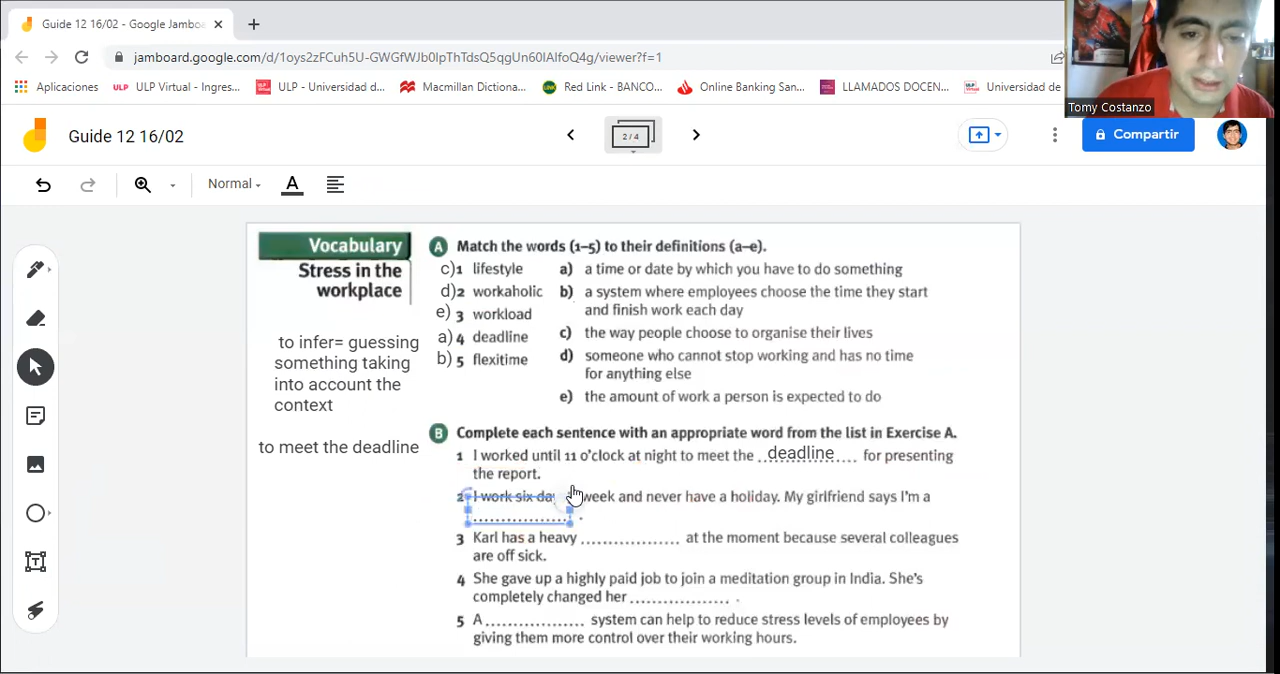 Guide 12 16/02 - Google Jambo
jamboard.google.com/d/1oys2zFCuh5U-GWGfWJb0IpThTdsQ5qgUn60IAlfoQ4g/viewer?f=1
Aplicaciones ULP ULP Virtual - Ingres... ULP - Universidad d... Macmillan Dictiona... Red Link - BANCO... Online Banking San... LLAMADOS DOCEN... Universidad de
Tomy Costanzo
Guide 12 16/02
2 / 4
Compartir
Normal
A
Vocabulary
Stress in the
workplace
A Match the words (1–5) to their definitions (a–e).
c) 1 lifestyle a) a time or date by which you have to do something
d) 2 workaholic b) a system where employees choose the time they start
and finish work each day
e) 3 workload
a) 4 deadline c) the way people choose to organise their lives
b) 5 flexitime d) someone who cannot stop working and has no time
for anything else
e) the amount of work a person is expected to do
to infer= guessing
something taking
into account the
context
to meet the deadline
B Complete each sentence with an appropriate word from the list in Exercise A.
1 I worked until 11 o'clock at night to meet the deadline for presenting
the report.
2 I work six week and never have a holiday. My girlfriend says I'm a
.................. .
3 Karl has a heavy .................. at the moment because several colleagues
are off sick.
4 She gave up a highly paid job to join a meditation group in India. She's
completely changed her .................. .
5 A .................. system can help to reduce stress levels of employees by
giving them more control over their working hours.